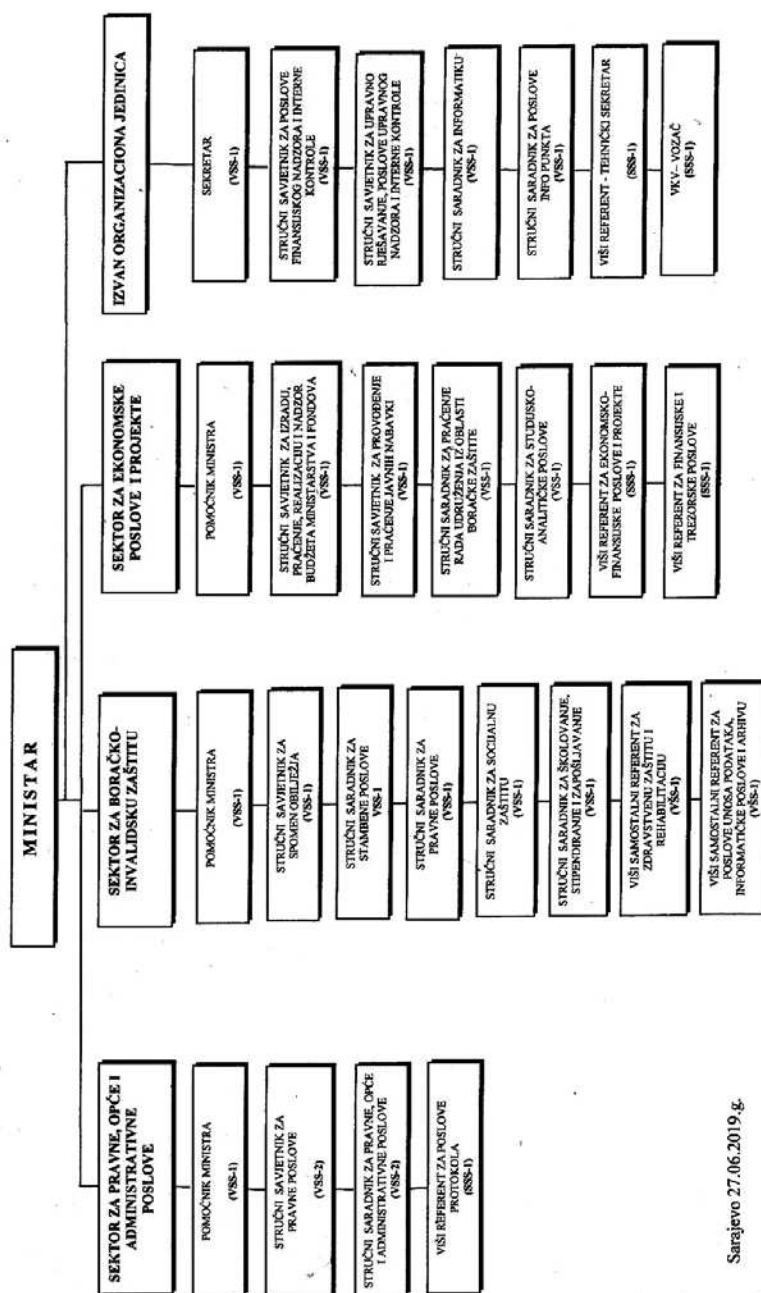 MINISTAR
SEKTOR ZA PRAVNE, OPĆE I
ADMINISTRATIVNE
POSLOVE
POMOĆNIK MINISTRA
(VSS-1)
STRUČNI SAVJETNIK ZA
PRAVNE POSLOVE
(VSS-2)
STRUČNI SARADNIK ZA PRAVNE, OPĆE
I ADMINISTRATIVNE POSLOVE
(VSS-2)
VIŠI REFERENT ZA POSLOVE
PROTOKOLA
(SSS-1)
SEKTOR ZA BORAČKO-
INVALIDSKU ZAŠTITU
POMOĆNIK MINISTRA
(VSS-1)
STRUČNI SAVJETNIK ZA
SPOMEN OBILJEŽJA
(VSS-1)
STRUČNI SARADNIK ZA
STAMBENE POSLOVE
VSS-1
STRUČNI SARADNIK ZA
PRAVNE POSLOVE
(VSS-1)
STRUČNI SARADNIK ZA SOCIJALNU
ZAŠTITU
(VSS-1)
STRUČNI SARADNIK ZA ŠKOLOVANJE,
STIPENDIRANJE I ZAPOŠLJAVANJE
(VSS-1)
VIŠI SAMOSTALNI REFERENT ZA
ZDRAVSTVENU ZAŠTITU I
REHABILITACIJU
(VŠS-1)
VIŠI SAMOSTALNI REFERENT ZA
POSLOVE UNOSA PODATAKA,
INFORMATIČKE POSLOVE I ARHIVU
(VŠS-1)
SEKTOR ZA EKONOMSKE
POSLOVE I PROJEKTE
POMOĆNIK MINISTRA
(VSS-1)
STRUČNI SAVJETNIK ZA IZRADU,
PRAĆENJE, REALIZACIJU I NADZOR
BUDŽETA MINISTARSTVA I FONDOVA
(VSS-1)
STRUČNI SAVJETNIK ZA PROVOĐENJE
I PRAĆENJE JAVNIH NABAVKI
(VSS-1)
STRUČNI SARADNIK ZA PRAĆENJE
RADA UDRUŽENJA IZ OBLASTI
BORAČKE ZAŠTITE
(VSS-1)
STRUČNI SARADNIK ZA STUDIJSKO-
ANALITIČKE POSLOVE
(VSS-1)
VIŠI REFERENT ZA EKONOMSKO-
FINANSIJSKE POSLOVE I PROJEKTE
(SSS-1)
VIŠI REFERENT ZA FINANSIJSKE I
TREZORSKE POSLOVE
(SSS-1)
IZVAN ORGANIZACIONA JEDINICA
SEKRETAR
(VSS-1)
STRUČNI SAVJETNIK ZA POSLOVE
FINANSIJSKOG NADZORA I INTERNE
KONTROLE
(VSS-1)
STRUČNI SAVJETNIK ZA UPRAVNO
RJEŠAVANJE, POSLOVE UPRAVNOG
NADZORA I INTERNE KONTROLE
(VSS-1)
STRUČNI SARADNIK ZA INFORMATIKU
(VSS-1)
STRUČNI SARADNIK ZA POSLOVE
INFO PUNKTA
(VSS-1)
VIŠI REFERENT - TEHNIČKI SEKRETAR
(SSS-1)
VKV – VOZAČ
(SSS-1)
Sarajevo 27.06.2019.g.